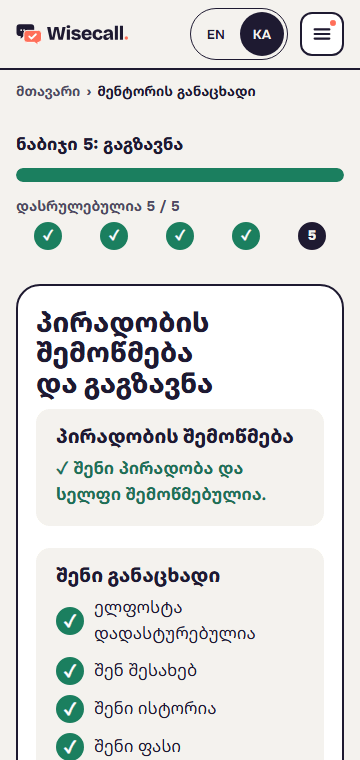 Wisecall.
EN
KA
მთავარი › მენტორის განაცხადი
ნაბიჯი 5: გაგზავნა
დასრულებულია 5 / 5
✓ ✓ ✓ ✓ 5
პირადობის
შემოწმება
და გაგზავნა
პირადობის შემოწმება
✓ შენი პირადობა და
სელფი შემოწმებულია.
შენი განაცხადი
✓ ელფოსტა
დადასტურებულია
✓ შენ შესახებ
✓ შენი ისტორია
✓ შენი ფასი